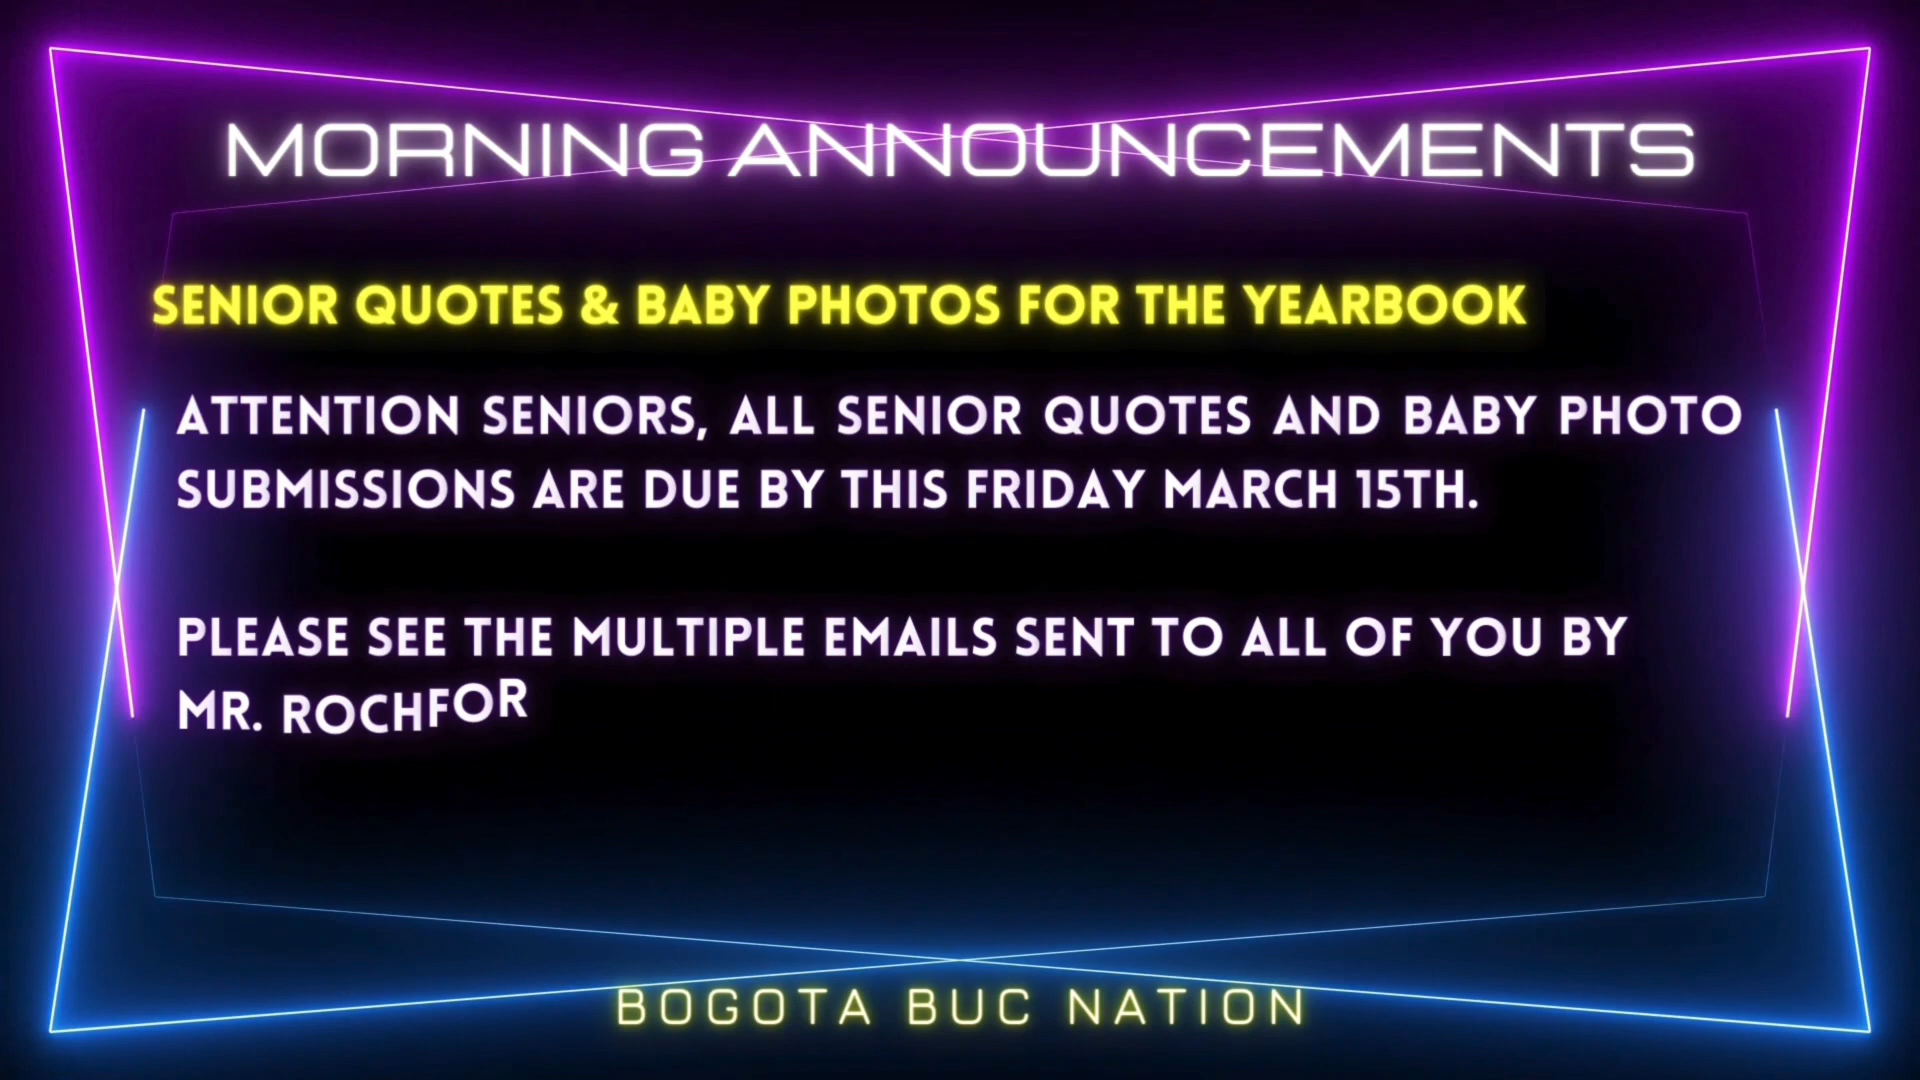 MORNING ANNOUNCEMENTS
SENIOR QUOTES & BABY PHOTOS FOR THE YEARBOOK
ATTENTION SENIORS, ALL SENIOR QUOTES AND BABY PHOTO
SUBMISSIONS ARE DUE BY THIS FRIDAY MARCH 15TH.
PLEASE SEE THE MULTIPLE EMAILS SENT TO ALL OF YOU BY
MR. ROCHFOR
BOGOTA BUC NATION